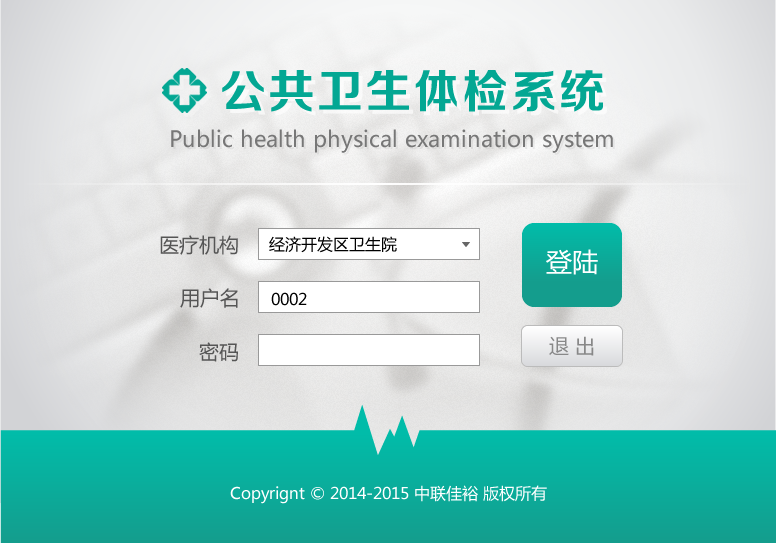 公共卫生体检系统
Public health physical examination system
医疗机构 经济开发区卫生院
登陆
用户名 0002
密码
退 出
Copyrignt © 2014-2015 中联佳裕 版权所有